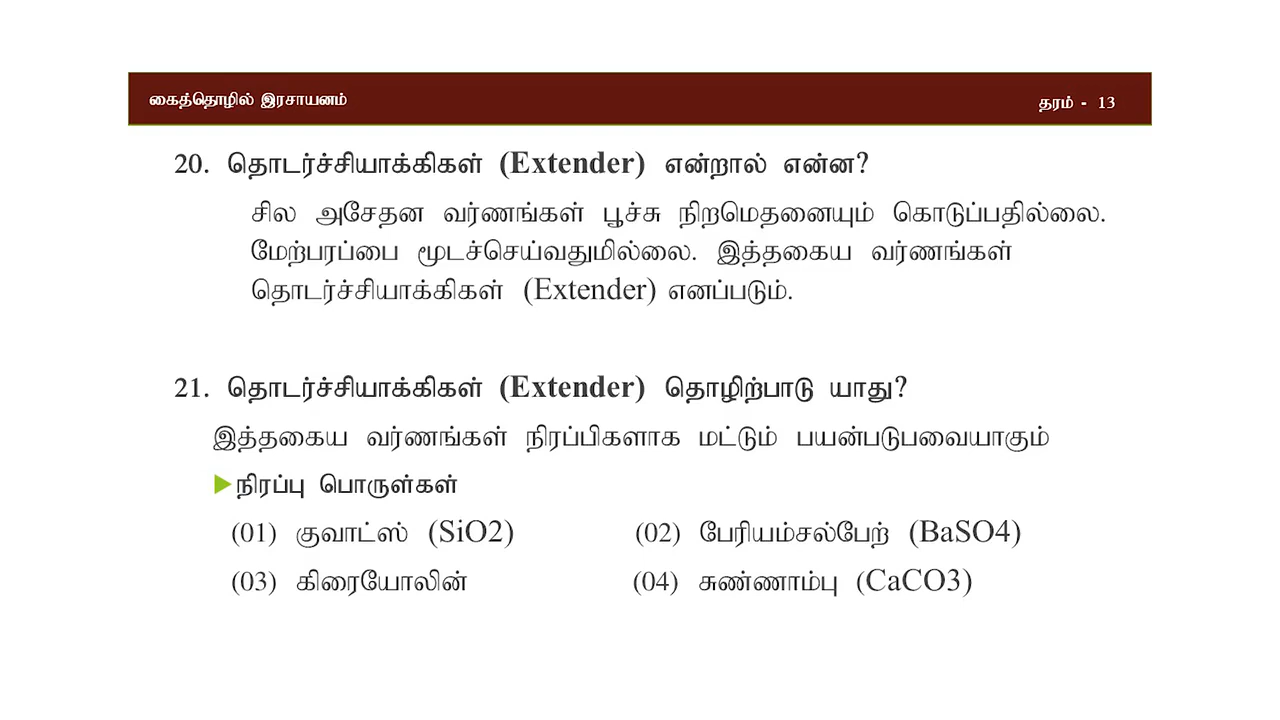 கைத்தொழில் இரசாயனம் தரம் - 13
20. தொடர்ச்சியாக்கிகள் (Extender) என்றால் என்ன?
சில அசேதன வர்ணங்கள் பூச்சு நிறமெதனையும் கொடுப்பதில்லை.
மேற்பரப்பை மூடச்செய்வதுமில்லை. இத்தகைய வர்ணங்கள்
தொடர்ச்சியாக்கிகள் (Extender) எனப்படும்.
21. தொடர்ச்சியாக்கிகள் (Extender) தொழிற்பாடு யாது?
இத்தகைய வர்ணங்கள் நிரப்பிகளாக மட்டும் பயன்படுபவையாகும்
நிரப்பு பொருள்கள்
(01) குவாட்ஸ் (SiO2) (02) பேரியம்சல்பேற் (BaSO4)
(03) கிரையோலின் (04) சுண்ணாம்பு (CaCO3)